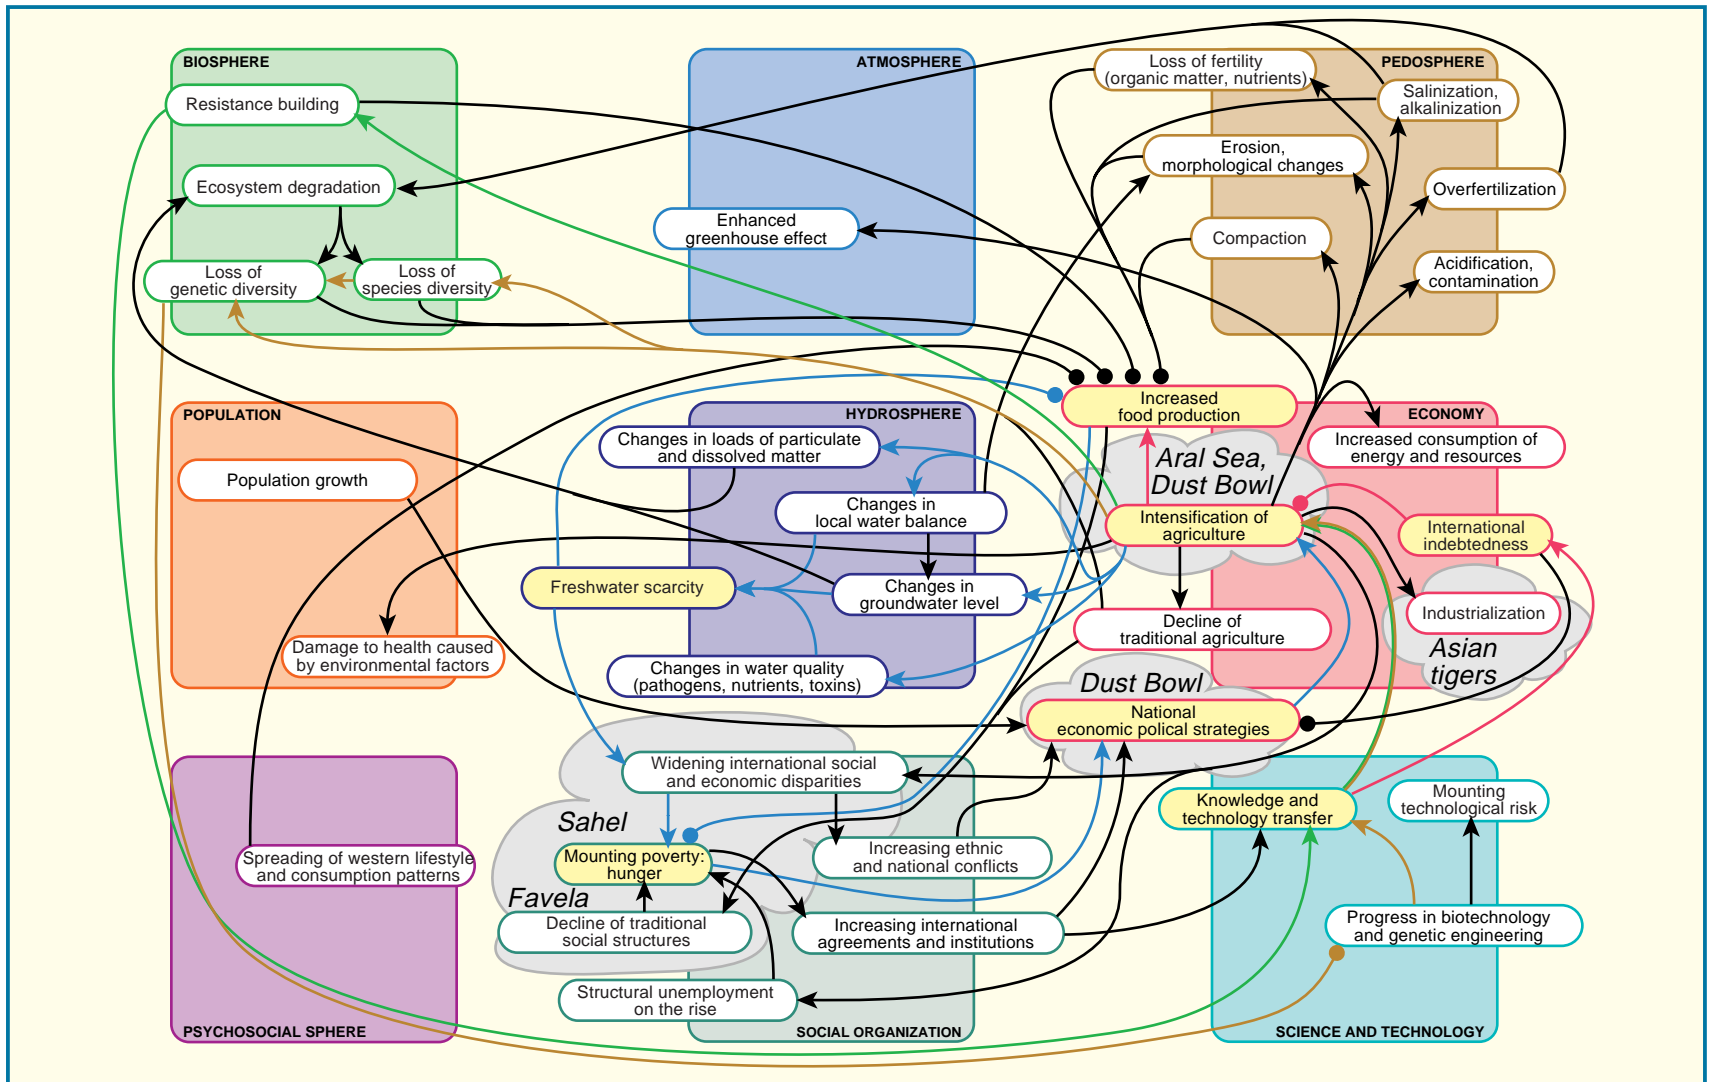 BIOSPHERE
Resistance building
Ecosystem degradation
Loss of
genetic diversity
Loss of
species diversity
ATMOSPHERE
Enhanced
greenhouse effect
PEDOSPHERE
Loss of fertility
(organic matter, nutrients)
Salinization,
alkalinization
Erosion,
morphological changes
Overfertilization
Compaction
Acidification,
contamination
POPULATION
Population growth
Damage to health caused
by environmental factors
HYDROSPHERE
Changes in loads of particulate
and dissolved matter
Changes in
local water balance
Freshwater scarcity
Changes in
groundwater level
Changes in water quality
(pathogens, nutrients, toxins)
ECONOMY
Increased
food production
Increased consumption of
energy and resources
Aral Sea,
Dust Bowl
Intensification of
agriculture
International
indebtedness
Decline of
traditional agriculture
Industrialization
Asian
tigers
Dust Bowl
National
economic polical strategies
PSYCHOSOCIAL SPHERE
Spreading of western lifestyle
and consumption patterns
SOCIAL ORGANIZATION
Widening international social
and economic disparities
Sahel
Mounting poverty:
hunger
Increasing ethnic
and national conflicts
Favela
Decline of traditional
social structures
Increasing international
agreements and institutions
Structural unemployment
on the rise
SCIENCE AND TECHNOLOGY
Knowledge and
technology transfer
Mounting
technological risk
Progress in biotechnology
and genetic engineering